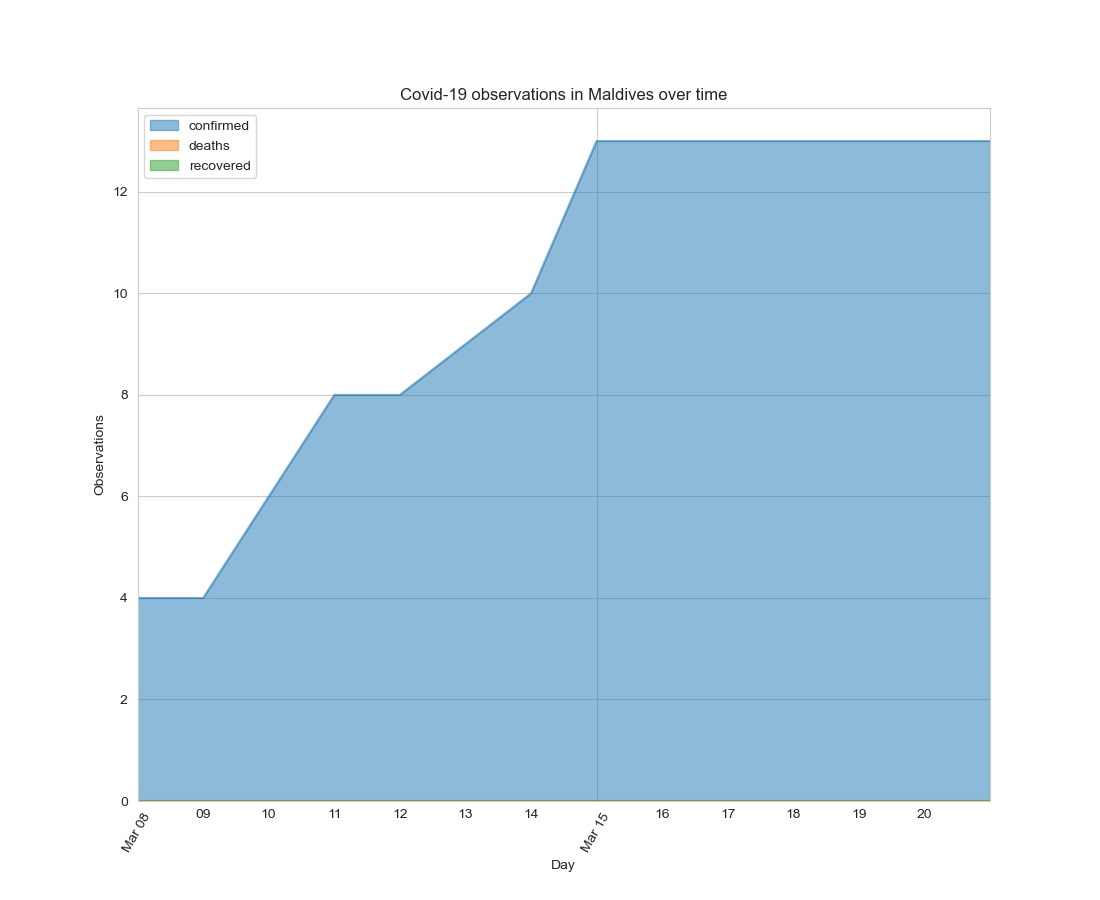 Covid-19 observations in Maldives over time
confirmed
deaths
recovered
12
10
8
6
4
2
0
Observations
Mar 08 09 10 11 12 13 14 Mar 15 16 17 18 19 20
Day